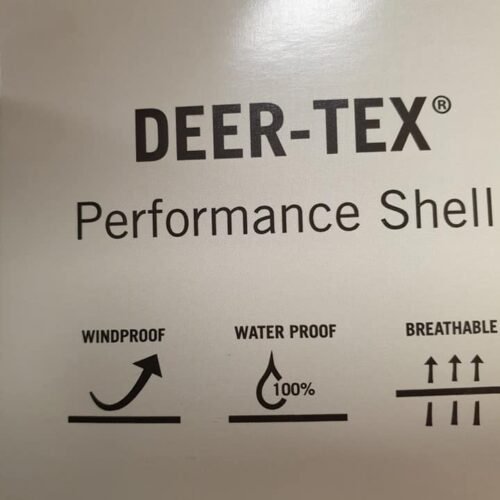 DEER-TEX®
Performance Shell
WINDPROOF WATER PROOF BREATHABLE
100%